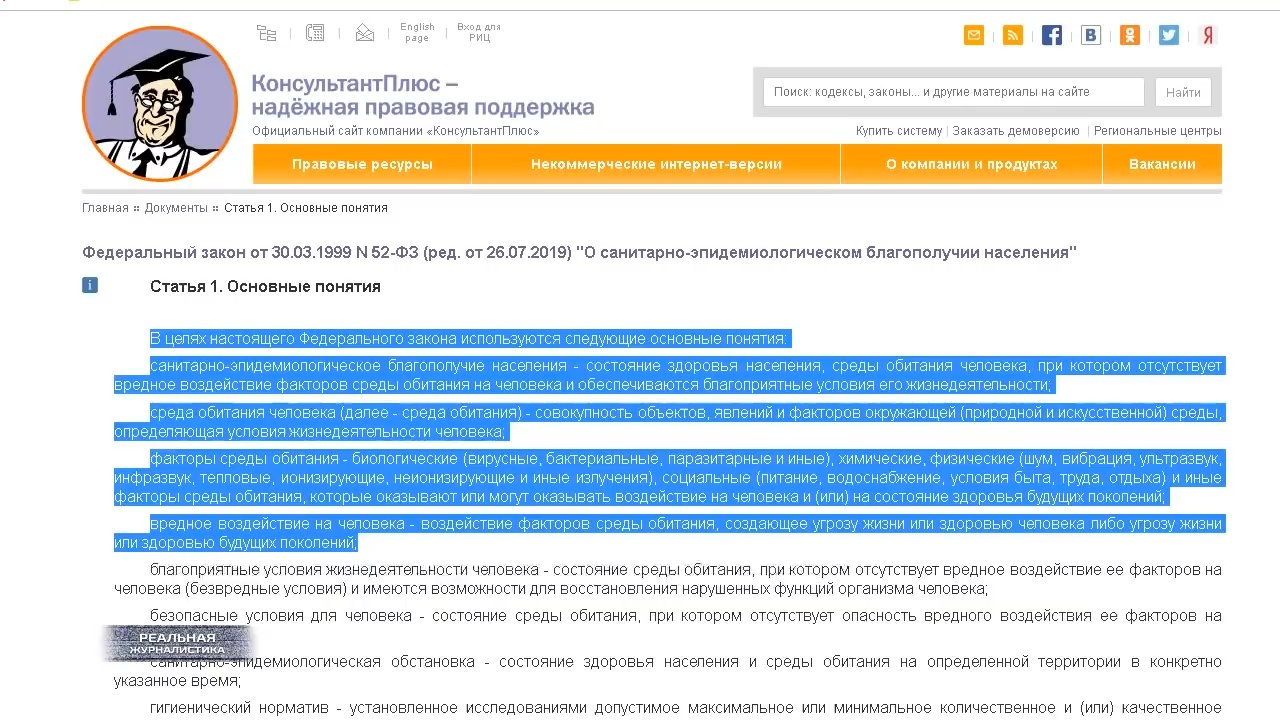 English
page
Вход для
РИЦ
КонсультантПлюс –
надёжная правовая поддержка
Поиск: кодексы, законы... и другие материалы на сайте
Найти
Официальный сайт компании «КонсультантПлюс»
Купить систему | Заказать демоверсию | Региональные центры
Правовые ресурсы
Некоммерческие интернет-версии
О компании и продуктах
Вакансии
Главная :: Документы :: Статья 1. Основные понятия
Федеральный закон от 30.03.1999 N 52-ФЗ (ред. от 26.07.2019) "О санитарно-эпидемиологическом благополучии населения"
Статья 1. Основные понятия
В целях настоящего Федерального закона используются следующие основные понятия:
санитарно-эпидемиологическое благополучие населения - состояние здоровья населения, среды обитания человека, при котором отсутствует
вредное воздействие факторов среды обитания на человека и обеспечиваются благоприятные условия его жизнедеятельности;
среда обитания человека (далее - среда обитания) - совокупность объектов, явлений и факторов окружающей (природной и искусственной) среды,
определяющая условия жизнедеятельности человека;
факторы среды обитания - биологические (вирусные, бактериальные, паразитарные и иные), химические, физические (шум, вибрация, ультразвук,
инфразвук, тепловые, ионизирующие, неионизирующие и иные излучения), социальные (питание, водоснабжение, условия быта, труда, отдыха) и иные
факторы среды обитания, которые оказывают или могут оказывать воздействие на человека и (или) на состояние здоровья будущих поколений;
вредное воздействие на человека - воздействие факторов среды обитания, создающее угрозу жизни или здоровью человека либо угрозу жизни
или здоровью будущих поколений;
благоприятные условия жизнедеятельности человека - состояние среды обитания, при котором отсутствует вредное воздействие ее факторов на
человека (безвредные условия) и имеются возможности для восстановления нарушенных функций организма человека;
безопасные условия для человека - состояние среды обитания, при котором отсутствует опасность вредного воздействия ее факторов на
РЕАЛЬНАЯ
ЖУРНАЛИСТИКА
санитарно-эпидемиологическая обстановка - состояние здоровья населения и среды обитания на определенной территории в конкретно
указанное время;
гигиенический норматив - установленное исследованиями допустимое максимальное или минимальное количественное и (или) качественное